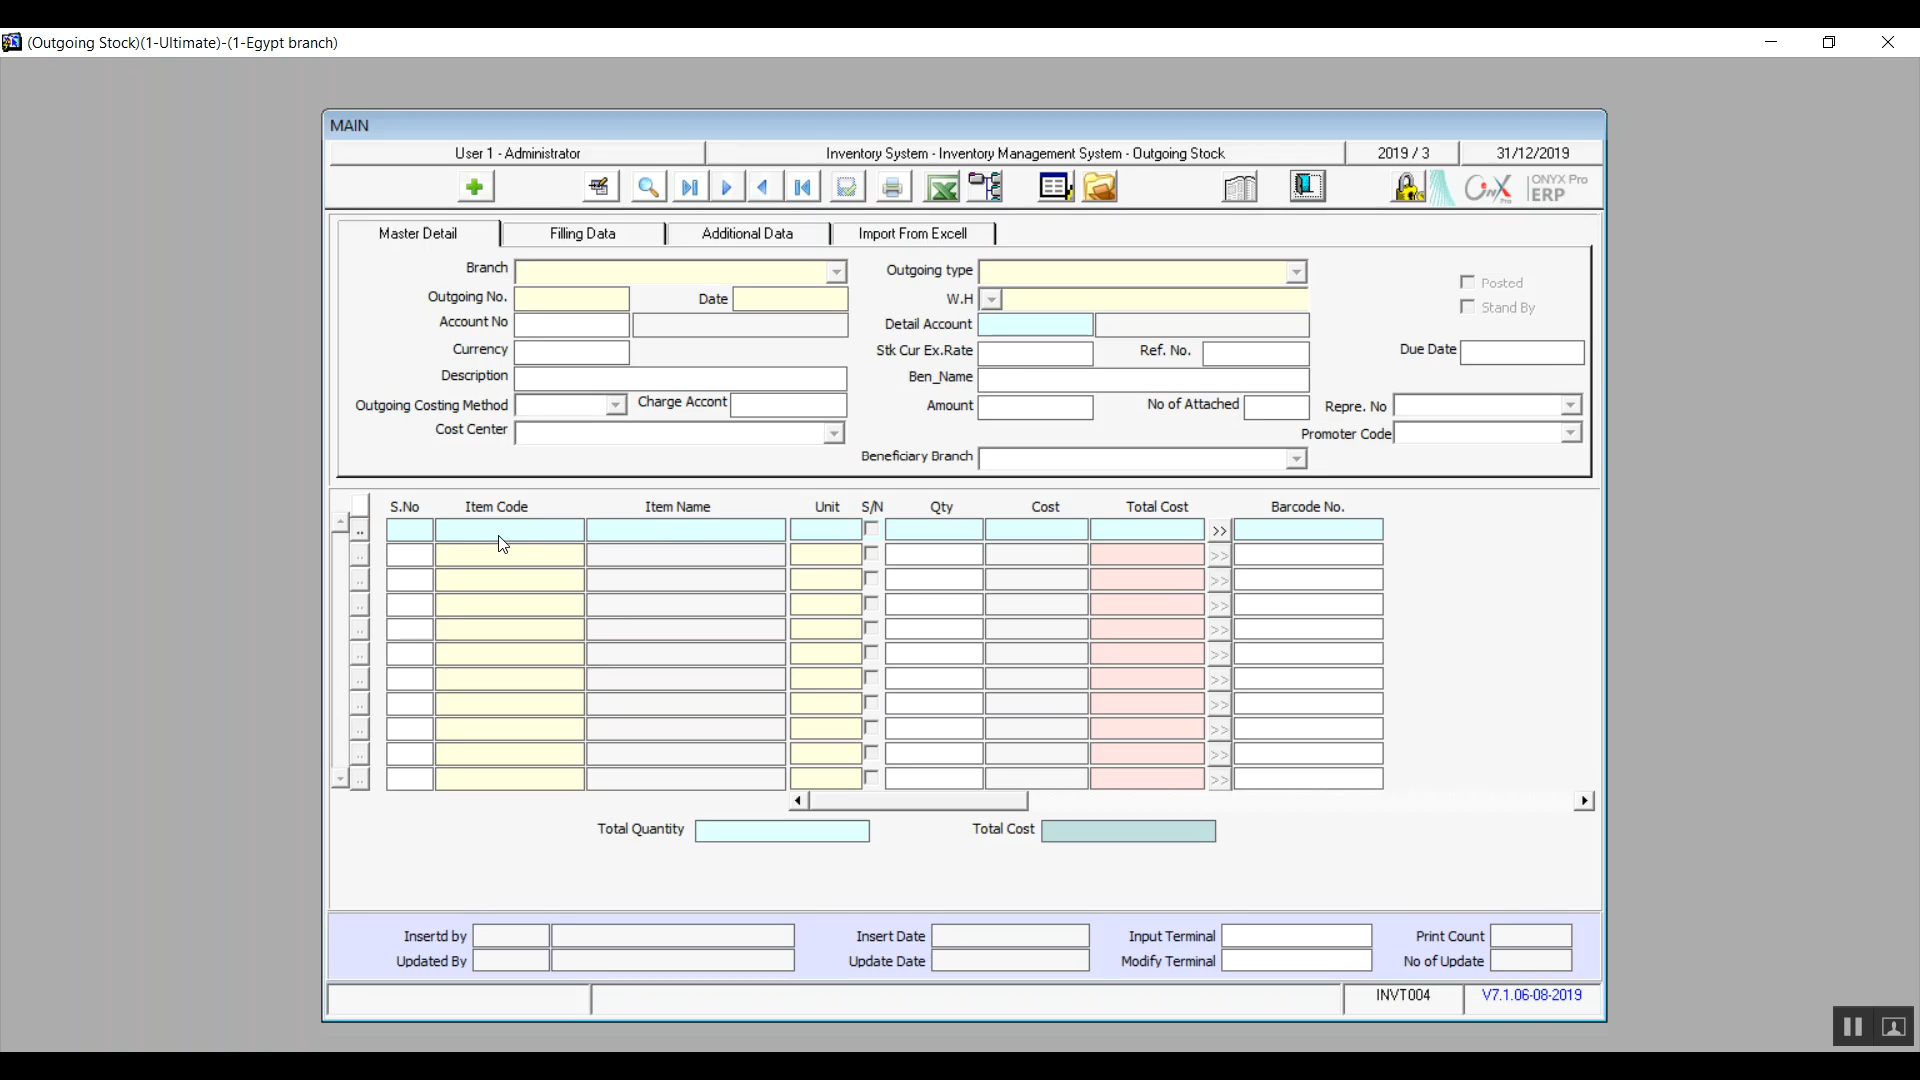 (Outgoing Stock)(1-Ultimate)-(1-Egypt branch)
MAIN
User 1 - Administrator
Inventory System - Inventory Management System - Outgoing Stock
2019 / 3
31/12/2019
Onyx Pro
ONYX Pro
ERP
Master Detail
Filling Data
Additional Data
Import From Excell
Branch
Outgoing type
Posted
Outgoing No.
Date
W.H
Stand By
Account No
Detail Account
Currency
Stk Cur Ex.Rate
Ref. No.
Due Date
Description
Ben_Name
Outgoing Costing Method
Charge Accont
Amount
No of Attached
Repre. No
Cost Center
Promoter Code
Beneficiary Branch
S.No
Item Code
Item Name
Unit
S/N
Qty
Cost
Total Cost
Barcode No.
.. >>
.. >>
.. >>
.. >>
.. >>
.. >>
.. >>
.. >>
.. >>
.. >>
.. >>
Total Quantity
Total Cost
Insertd by
Insert Date
Input Terminal
Print Count
Updated By
Update Date
Modify Terminal
No of Update
INVT004
V7.1.06-08-2019